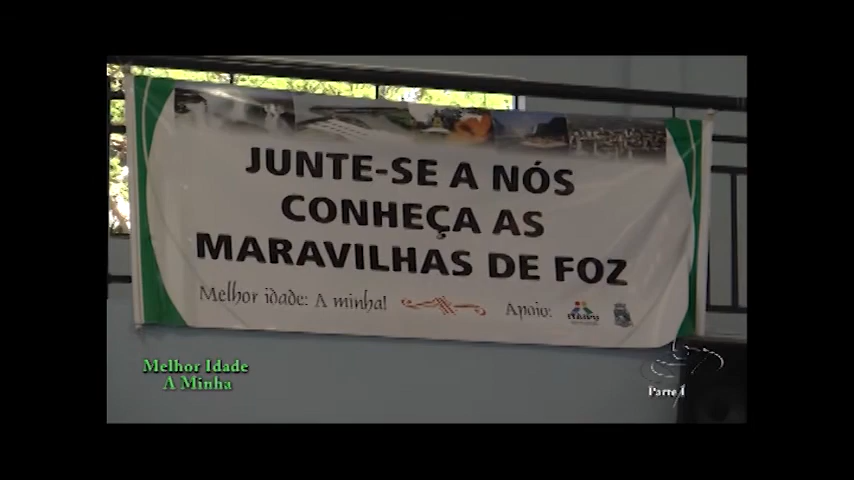 JUNTE-SE A NÓS
CONHEÇA AS
MARAVILHAS DE FOZ
Melhor idade: A minha!
Apoio:
Melhor Idade
A Minha
Parte I